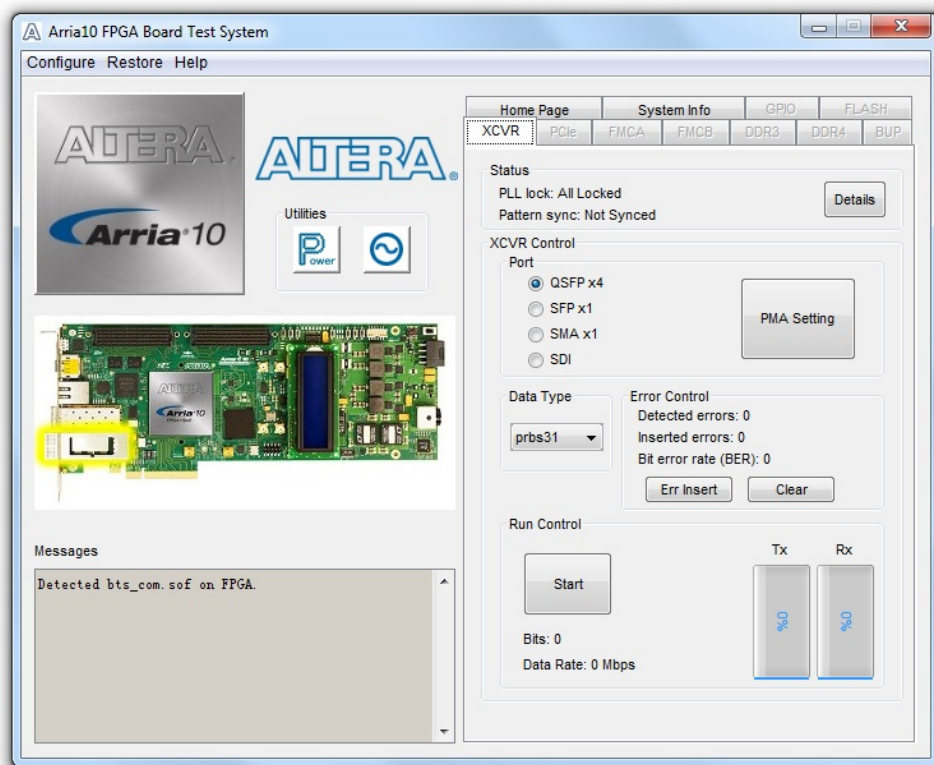 Arria10 FPGA Board Test System
Configure Restore Help
ALTERA
Arria 10
ALTERA
Utilities
Power
Messages
Detected bts_com.sof on FPGA.
Home Page System Info GPIO FLASH
XCVR PCIe FMCA FMCB DDR3 DDR4 BUP
Status
PLL lock: All Locked
Pattern sync: Not Synced
Details
XCVR Control
Port
QSFP x4
SFP x1
SMA x1
SDI
PMA Setting
Data Type
prbs31
Error Control
Detected errors: 0
Inserted errors: 0
Bit error rate (BER): 0
Err Insert Clear
Run Control
Start
Tx Rx
0% 0%
Bits: 0
Data Rate: 0 Mbps
ALTERA
Arria 10